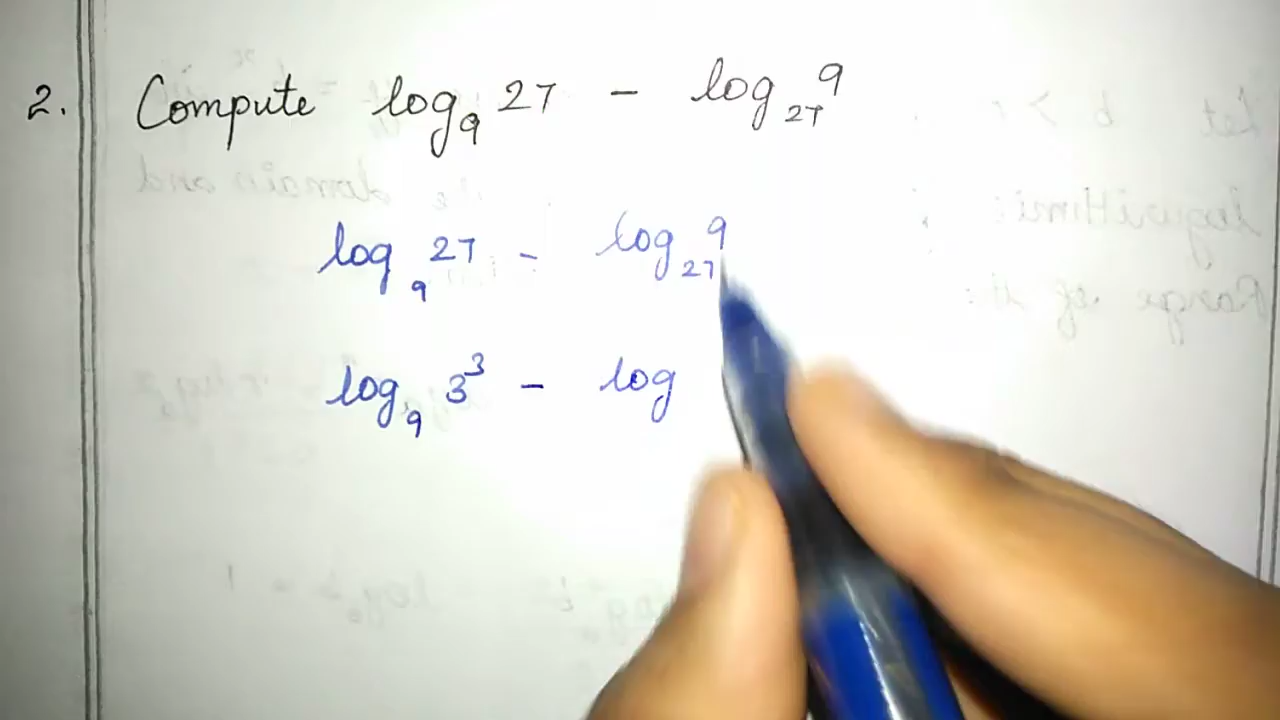 2. Compute log₉ 27 - log₂₇ 9
log₉ 27 - log₂₇ 9
log₉ 3³ - log